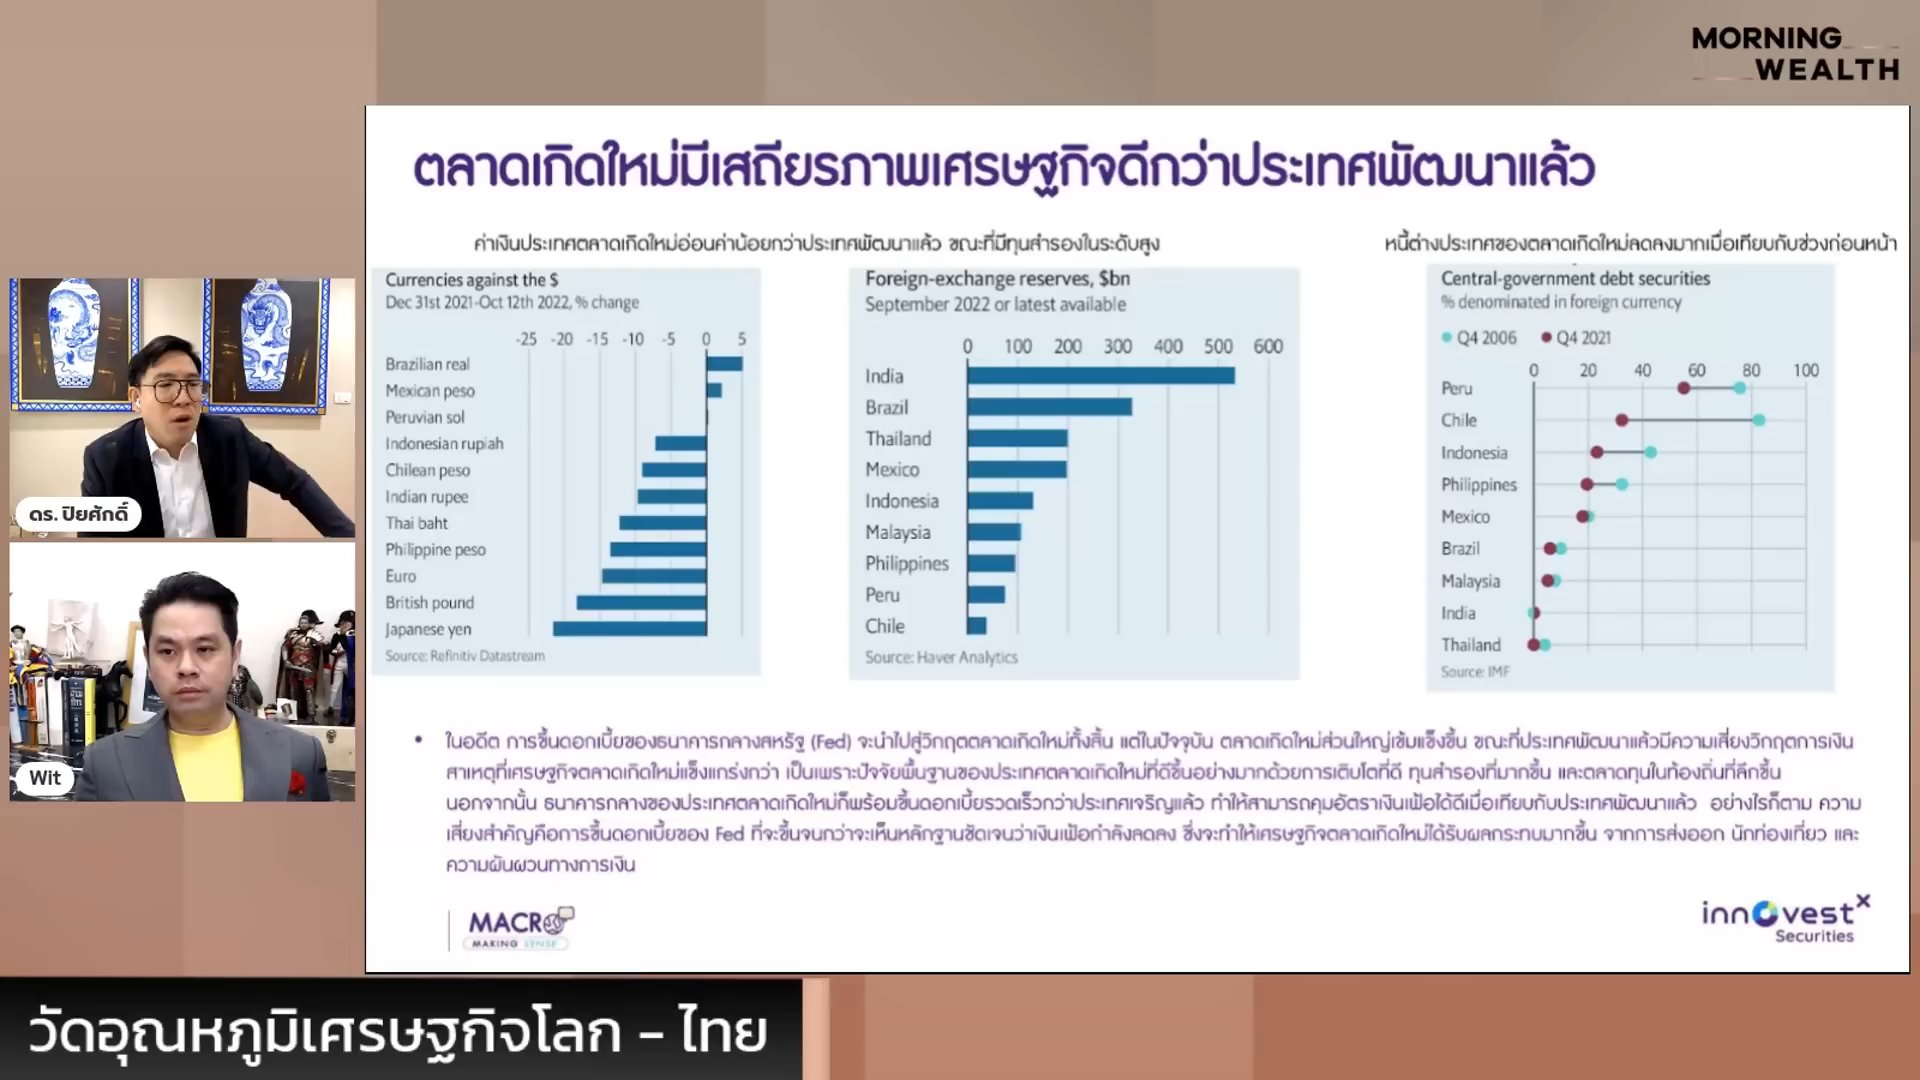 MORNING
WEALTH
ตลาดเกิดใหม่มีเสถียรภาพเศรษฐกิจดีกว่าประเทศพัฒนาแล้ว
ค่าเงินประเทศตลาดเกิดใหม่อ่อนค่าน้อยกว่าประเทศพัฒนาแล้ว ขณะที่มีทุนสำรองในระดับสูง
หนี้ต่างประเทศของตลาดเกิดใหม่ลดลงมากเมื่อเทียบกับช่วงก่อนหน้า
Currencies against the $
Dec 31st 2021-Oct 12th 2022, % change
-25 -20 -15 -10 -5 0 5
Brazilian real
Mexican peso
Peruvian sol
Indonesian rupiah
Chilean peso
Indian rupee
Thai baht
Philippine peso
Euro
British pound
Japanese yen
Source: Refinitiv Datastream
Foreign-exchange reserves, $bn
September 2022 or latest available
0 100 200 300 400 500 600
India
Brazil
Thailand
Mexico
Indonesia
Malaysia
Philippines
Peru
Chile
Source: Haver Analytics
Central-government debt securities
% denominated in foreign currency
Q4 2006 Q4 2021
0 20 40 60 80 100
Peru
Chile
Indonesia
Philippines
Mexico
Brazil
Malaysia
India
Thailand
Source: IMF
• ในอดีต การขึ้นดอกเบี้ยของธนาคารกลางสหรัฐ (Fed) จะนำไปสู่วิกฤตตลาดเกิดใหม่ทั้งสิ้น แต่ในปัจจุบัน ตลาดเกิดใหม่ส่วนใหญ่เข้มแข็งขึ้น ขณะที่ประเทศพัฒนาแล้วมีความเสี่ยงวิกฤตการเงิน
สาเหตุที่เศรษฐกิจตลาดเกิดใหม่แข็งแกร่งกว่า เป็นเพราะปัจจัยพื้นฐานของประเทศตลาดเกิดใหม่ที่ดีขึ้นอย่างมากด้วยการเติบโตที่ดี ทุนสำรองที่มากขึ้น และตลาดทุนในท้องถิ่นที่ลึกขึ้น
นอกจากนั้น ธนาคารกลางของประเทศตลาดเกิดใหม่ก็พร้อมขึ้นดอกเบี้ยรวดเร็วกว่าประเทศเจริญแล้ว ทำให้สามารถคุมอัตราเงินเฟ้อได้ดีเมื่อเทียบกับประเทศพัฒนาแล้ว อย่างไรก็ตาม ความ
เสี่ยงสำคัญคือการขึ้นดอกเบี้ยของ Fed ที่จะขึ้นจนกว่าจะเห็นหลักฐานชัดเจนว่าเงินเฟ้อกำลังลดลง ซึ่งจะทำให้เศรษฐกิจตลาดเกิดใหม่ได้รับผลกระทบมากขึ้น จากการส่งออก นักท่องเที่ยว และ
ความผันผวนทางการเงิน
MACRO
MAKING SENSE
innovestx
Securities
ดร. ปิยศักดิ์
Wit
วัดอุณหภูมิเศรษฐกิจโลก – ไทย